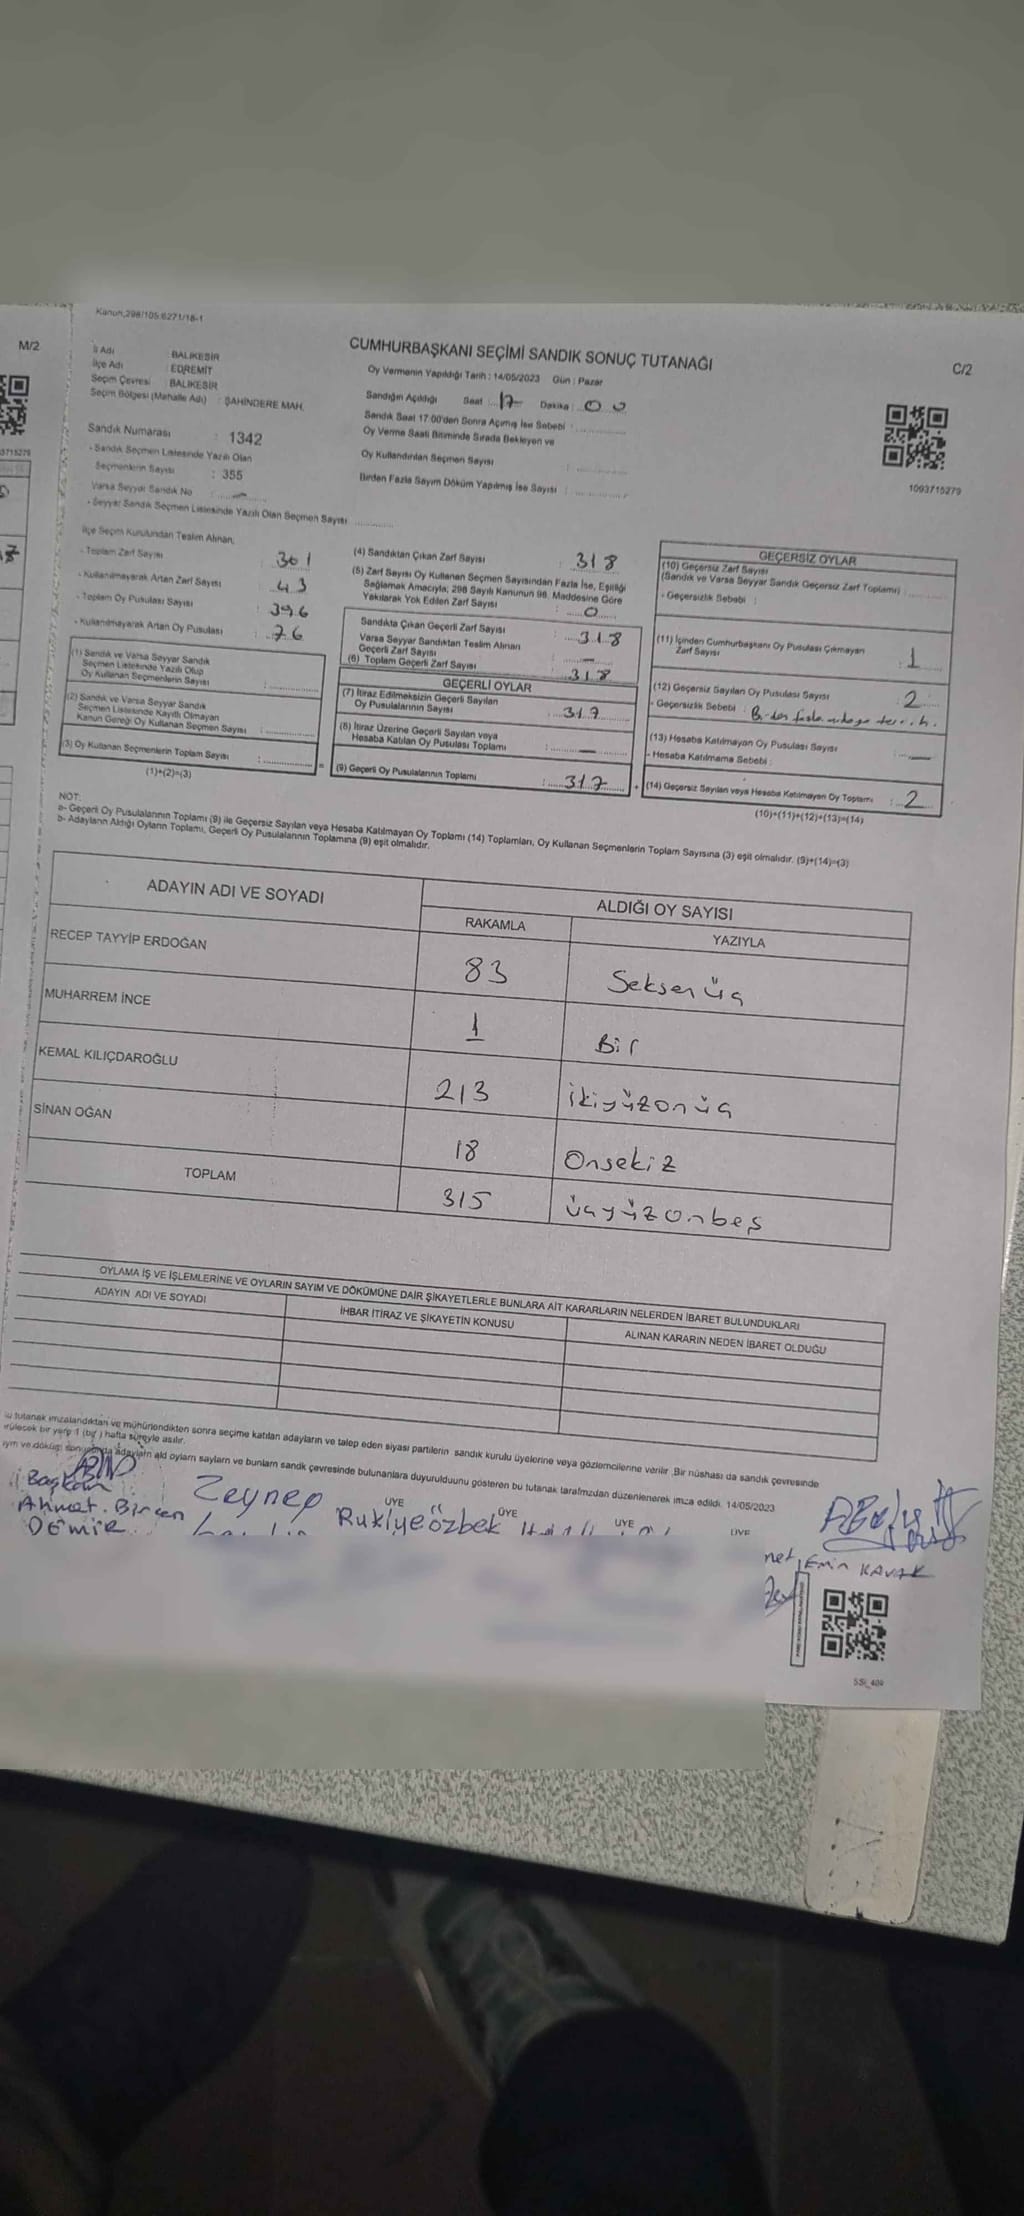 Kanun,298/105:6271/18-1
M/2
CUMHURBAŞKANI SEÇİMİ SANDIK SONUÇ TUTANAĞI
C/2
İl Adı : BALIKESİR
İlçe Adı : EDREMİT
Seçim Çevresi : BALIKESİR
Seçim Bölgesi (Mahalle Adı) : ŞAHİNDERE MAH.
Oy Vermenin Yapıldığı Tarih : 14/05/2023 Gün : Pazar
Sandığın Açıldığı Saat : 17 Dakika : 00
Sandık Saat 17:00'den Sonra Açımış İse Sebebi :
Oy Verme Saati Bitiminde Sırada Bekleyen ve
Oy Kullandırılan Seçmen Sayısı :
Birden Fazla Sayım Döküm Yapılmış İse Sayısı :
1093715279
3715279
Sandık Numarası : 1342
- Sandık Seçmen Listesinde Yazılı Olan
Seçmenlerin Sayısı : 355
Varsa Seyyar Sandık No : -
- Seyyar Sandık Seçmen Listesinde Yazılı Olan Seçmen Sayısı
İlçe Seçim Kurulundan Teslim Alınan;
- Toplam Zarf Sayısı : 361
- Kullanılmayarak Artan Zarf Sayısı : 43
- Toplam Oy Pusulası Sayısı : 396
- Kullanılmayarak Artan Oy Pusulası : 76
(1) Sandık ve Varsa Seyyar Sandık
Seçmen Listesinde Yazılı Olup
Oy Kullanan Seçmenlerin Sayısı :
(2) Sandık ve Varsa Seyyar Sandık
Seçmen Listesinde Kayıtlı Olmayan
Kanun Gereği Oy Kullanan Seçmen Sayısı :
(3) Oy Kullanan Seçmenlerin Toplam Sayısı :
(1)+(2)=(3)
(4) Sandıktan Çıkan Zarf Sayısı : 318
(5) Zarf Sayısı Oy Kullanan Seçmen Sayısından Fazla İse, Eşitliği
Sağlamak Amacıyla; 298 Sayılı Kanunun 98. Maddesine Göre
Yakılarak Yok Edilen Zarf Sayısı : 0
Sandıkta Çıkan Geçerli Zarf Sayısı : 318
Varsa Seyyar Sandıktan Teslim Alınan
Geçerli Zarf Sayısı : -
(6) Toplam Geçerli Zarf Sayısı : 318
GEÇERLİ OYLAR
(7) İtiraz Edilmeksizin Geçerli Sayılan
Oy Pusulalarının Sayısı : 317
(8) İtiraz Üzerine Geçerli Sayılan veya
Hesaba Katılan Oy Pusulası Toplamı : -
(9) Geçerli Oy Pusulalarının Toplamı : 317
GEÇERSİZ OYLAR
(10) Geçersiz Zarf Sayısı
(Sandık ve Varsa Seyyar Sandık Geçersiz Zarf Toplamı) :
- Geçersizlik Sebebi :
(11) İçinden Cumhurbaşkanı Oy Pusulası Çıkmayan
Zarf Sayısı : 1
(12) Geçersiz Sayılan Oy Pusulası Sayısı : 2
- Geçersizlik Sebebi : Birden fazla adaya tercih.
(13) Hesaba Katılmayan Oy Pusulası Sayısı : -
- Hesaba Katılmama Sebebi :
(14) Geçersiz Sayılan veya Hesaba Katılmayan Oy Toplamı : 2
(10)+(11)+(12)+(13)=(14)
NOT:
a- Geçerli Oy Pusulalarının Toplamı (9) ile Geçersiz Sayılan veya Hesaba Katılmayan Oy Toplamı (14) Toplamları, Oy Kullanan Seçmenlerin Toplam Sayısına (3) eşit olmalıdır. (9)+(14)=(3)
b- Adayların Aldığı Oyların Toplamı, Geçerli Oy Pusulalarının Toplamına (9) eşit olmalıdır.
ADAYIN ADI VE SOYADI
ALDIĞI OY SAYISI
RAKAMLA
YAZIYLA
RECEP TAYYİP ERDOĞAN 83 Seksenüç
MUHARREM İNCE 1 Bir
KEMAL KILIÇDAROĞLU 213 ikiyüzonüç
SİNAN OĞAN 18 Onsekiz
TOPLAM 315 üçyüzonbeş
OYLAMA İŞ VE İŞLEMLERİNE VE OYLARIN SAYIM VE DÖKÜMÜNE DAİR ŞİKAYETLERLE BUNLARA AİT KARARLARIN NELERDEN İBARET BULUNDUKLARI
ADAYIN ADI VE SOYADI
İHBAR İTİRAZ VE ŞİKAYETİN KONUSU
ALINAN KARARIN NEDEN İBARET OLDUĞU
tutanak imzalandıktan ve mühürlendikten sonra seçime katılan adayların ve talep eden siyası partilerin sandık kurulu üyelerine veya gözlemcilerine verilir .Bir nüshası da sandık çevresinde
bir yere 1 (bir) hafta süreyle asılır.
ve döküm sonunda adayların ald oyların sayları ve bunların sandık çevresinde bulunanlara duyurulduunu gösteren bu tutanak tarafmzdan düzenlenerek imza edildi. 14/05/2023
Başkan
Ahmet Bircan
DEMİR
Zeynep
ÜYE
Rukiye özbek
ÜYE
ÜYE
ÜYE
Emin KAVAK
SSİ_409